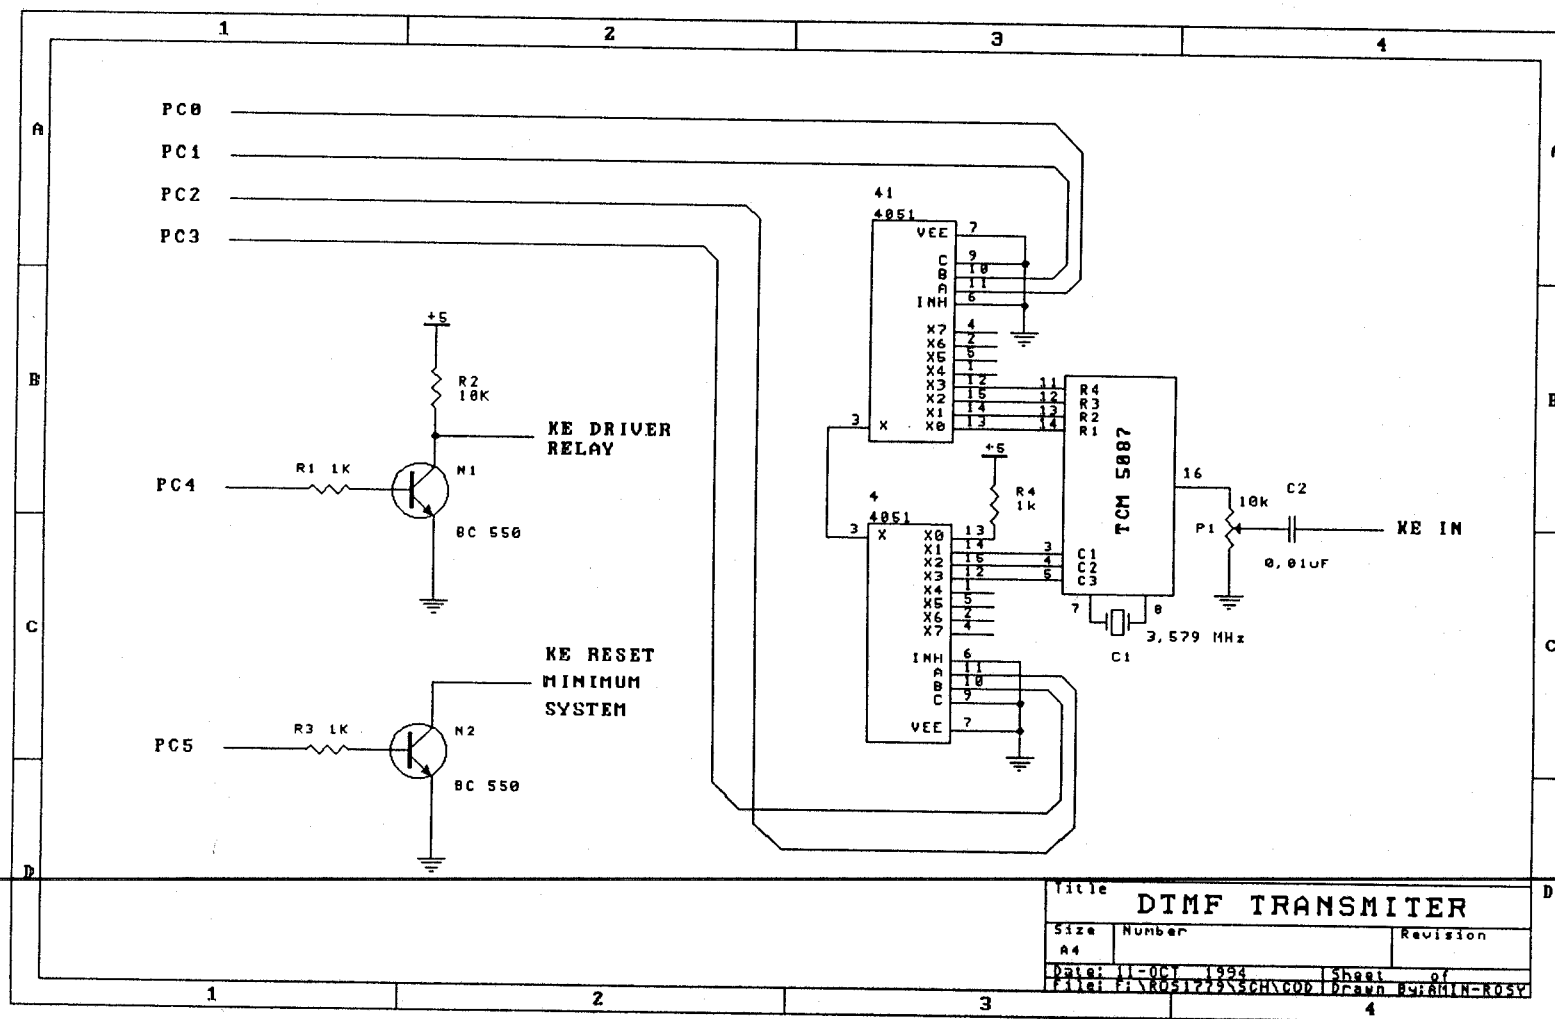 1 2 3 4
A
PC0
PC1
PC2
PC3
41
4051
VEE 7
C 9
B 10
A 11
INH 6
X7 4
X6 2
X5 5
X4 1
X3 12 11 R4
X2 15 12 R3
X1 14 13 R2
3 X X0 13 14 R1
TCM 5087
B
+5
R2
10K
KE DRIVER
RELAY
PC4
R1 1K
N1
BC 550
+5
R4
1k
16
10k
P1
C2
0,01uF
KE IN
4
4051
3 X X0 13
X1 14 3 C1
X2 15 4 C2
X3 12 5 C3
X4 1
X5 5
X6 2
X7 4
INH 6
A 11
B 10
C 9
VEE 7
7 8
3,579 MHz
C1
C
KE RESET
MINIMUM
SYSTEM
PC5
R3 1K
N2
BC 550
D
Title
DTMF TRANSMITER
Size
A4
Number
Revision
Date: 11-OCT 1994
Sheet of
File: F:\ROS1779\SCH\COD
Drawn By:AMIN-ROSY
1 2 3 4
B
C
D